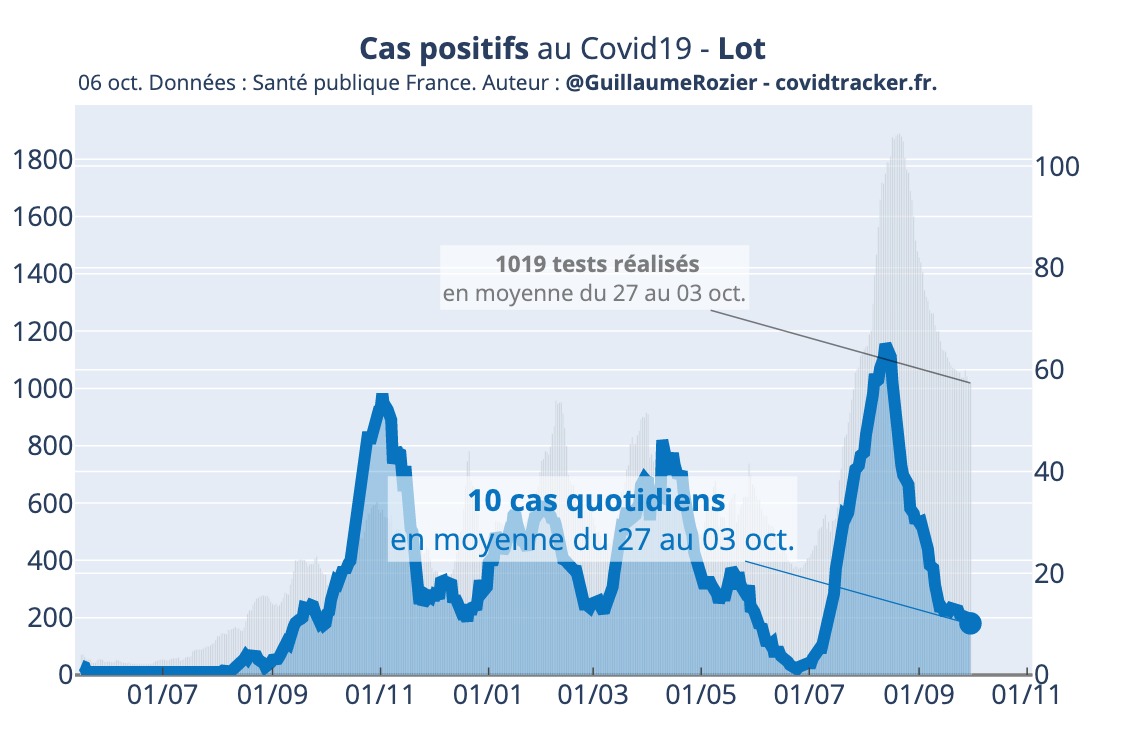 Cas positifs au Covid19 - Lot
06 oct. Données : Santé publique France. Auteur : @GuillaumeRozier - covidtracker.fr.
1800
1600
1400
1200
1000
800
600
400
200
0
100
80
60
40
20
0
1019 tests réalisés
en moyenne du 27 au 03 oct.
10 cas quotidiens
en moyenne du 27 au 03 oct.
01/07 01/09 01/11 01/01 01/03 01/05 01/07 01/09 01/11